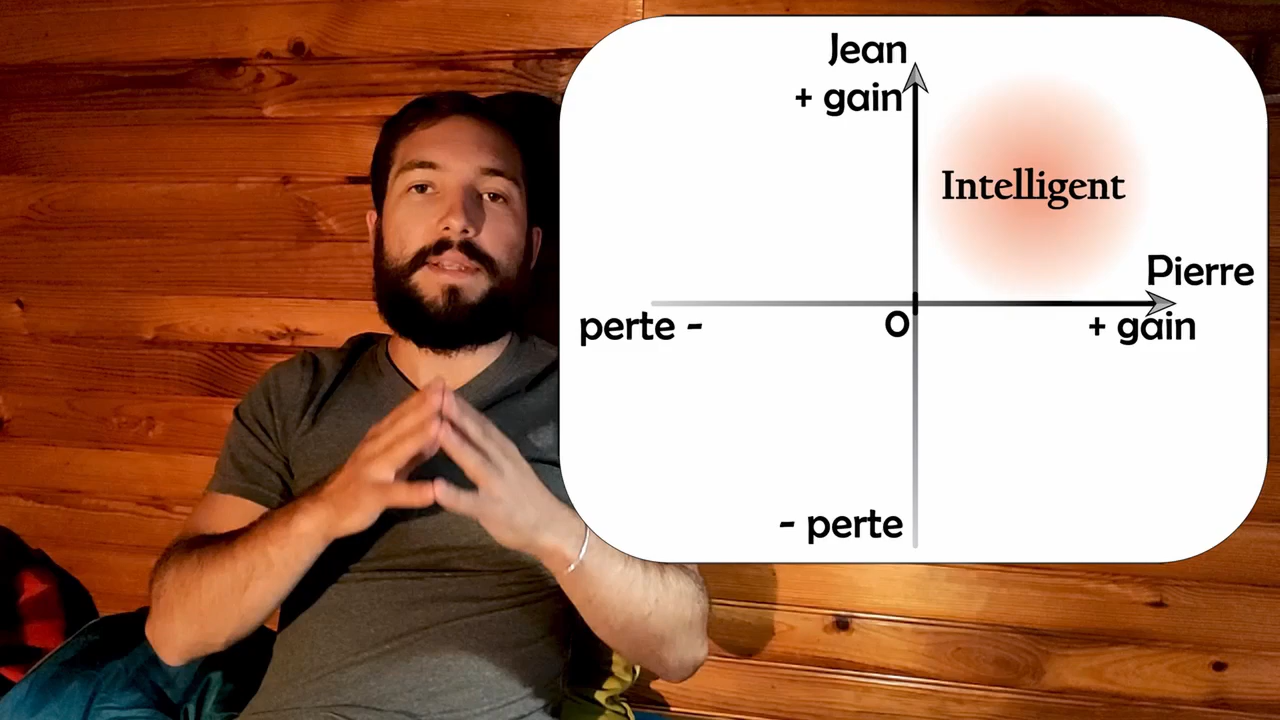 Jean
+ gain
Intelligent
Pierre
perte -
0
+ gain
- perte